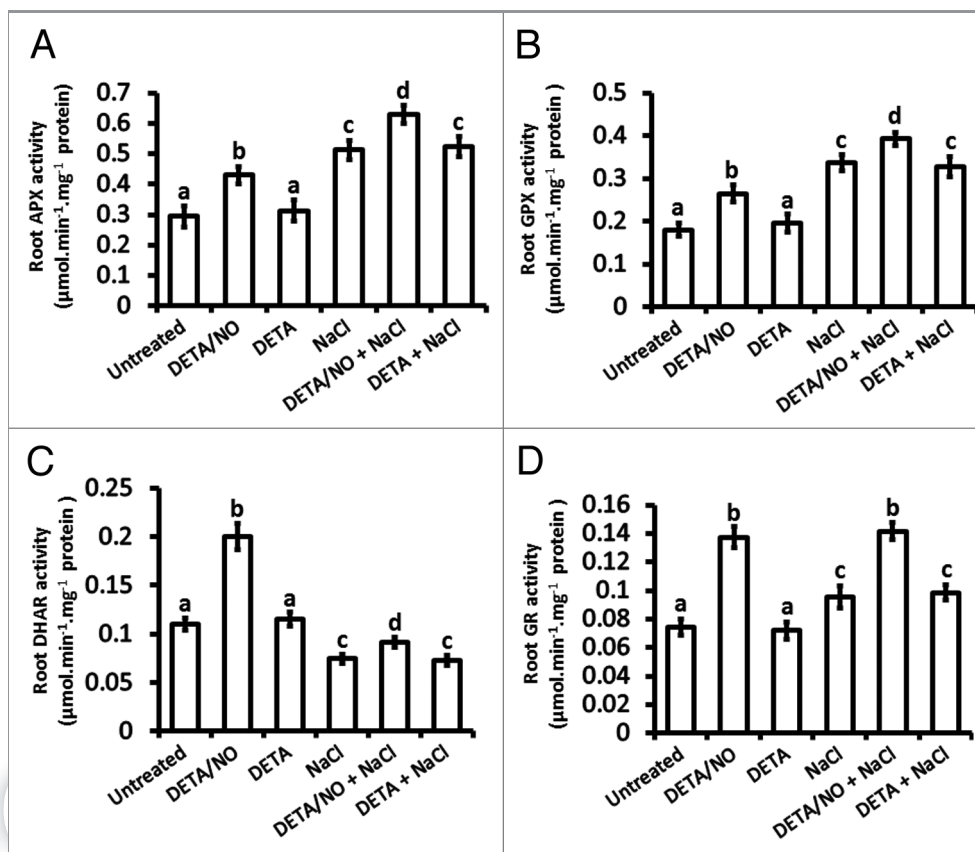 A
Root APX activity
(µmol.min⁻¹.mg⁻¹ protein)
0.7
0.6
0.5
0.4
0.3
0.2
0.1
0
a
b
a
c
d
c
Untreated
DETA/NO
DETA
NaCl
DETA/NO + NaCl
DETA + NaCl
B
Root GPX activity
(µmol.min⁻¹.mg⁻¹ protein )
0.5
0.4
0.3
0.2
0.1
0
a
b
a
c
d
c
Untreated
DETA/NO
DETA
NaCl
DETA/NO + NaCl
DETA + NaCl
C
Root DHAR activity
(µmol.min⁻¹.mg⁻¹ protein )
0.25
0.2
0.15
0.1
0.05
0
a
b
a
c
d
c
Untreated
DETA/NO
DETA
NaCl
DETA/NO + NaCl
DETA + NaCl
D
Root GR activity
(µmol.min⁻¹.mg⁻¹ protein )
0.16
0.14
0.12
0.1
0.08
0.06
0.04
0.02
0
a
b
a
c
b
c
Untreated
DETA/NO
DETA
NaCl
DETA/NO + NaCl
DETA + NaCl